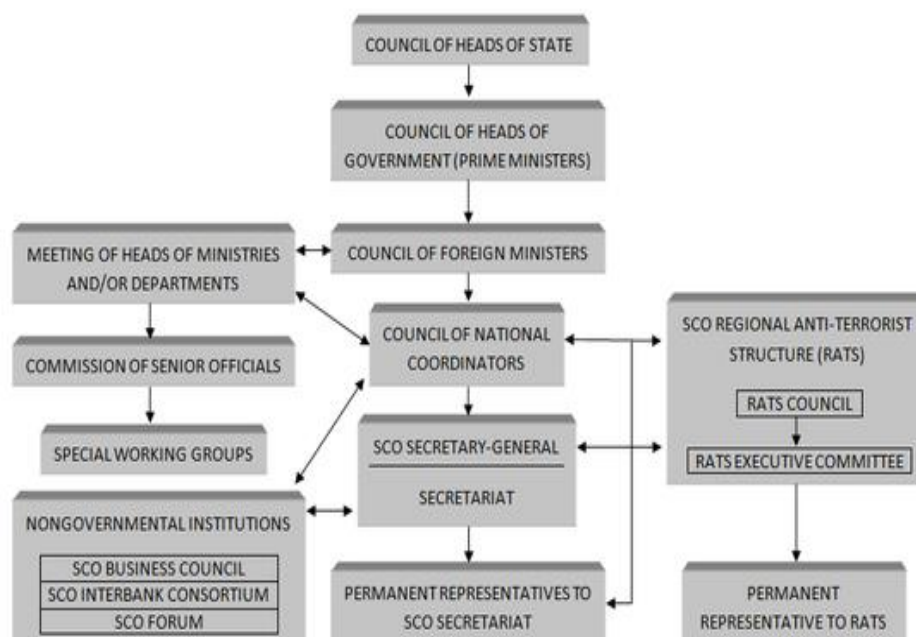 COUNCIL OF HEADS OF STATE
COUNCIL OF HEADS OF
GOVERNMENT (PRIME MINISTERS)
MEETING OF HEADS OF MINISTRIES
AND/OR DEPARTMENTS
COUNCIL OF FOREIGN MINISTERS
COUNCIL OF NATIONAL
COORDINATORS
SCO REGIONAL ANTI-TERRORIST
STRUCTURE (RATS)
RATS COUNCIL
RATS EXECUTIVE COMMITTEE
COMMISSION OF SENIOR OFFICIALS
SPECIAL WORKING GROUPS
SCO SECRETARY-GENERAL
SECRETARIAT
NONGOVERNMENTAL INSTITUTIONS
SCO BUSINESS COUNCIL
SCO INTERBANK CONSORTIUM
SCO FORUM
PERMANENT REPRESENTATIVES TO
SCO SECRETARIAT
PERMANENT
REPRESENTATIVE TO RATS